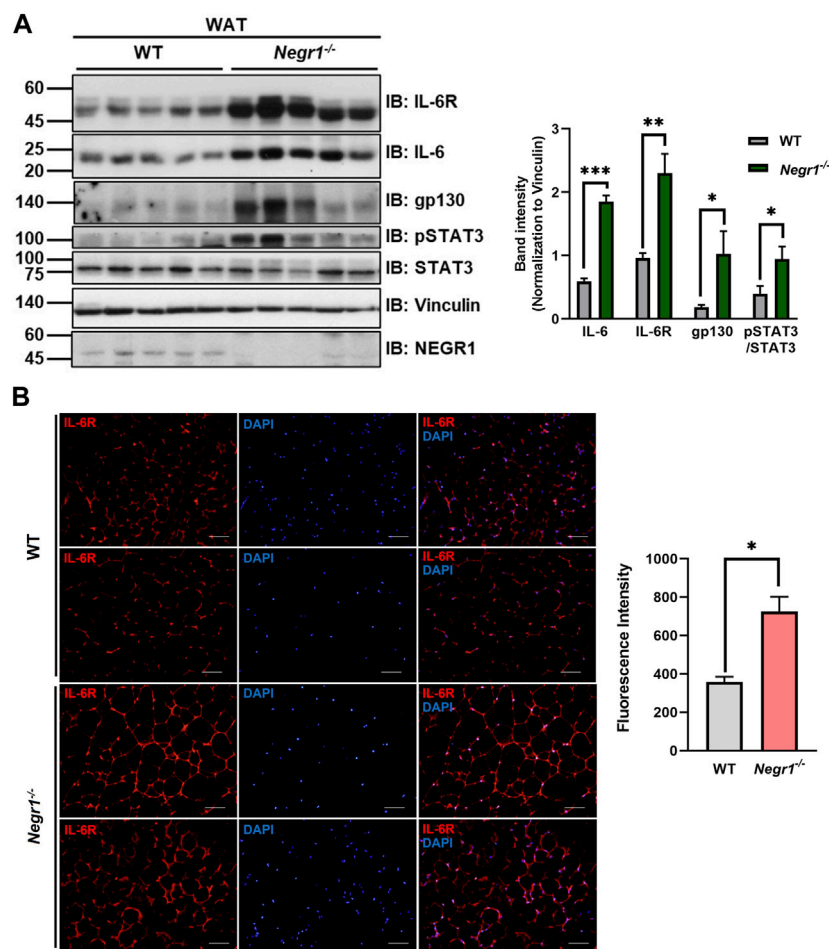 A
WAT
WT Negr1-/-
60
45
IB: IL-6R
25
20
IB: IL-6
140
IB: gp130
100
IB: pSTAT3
100
75
IB: STAT3
140
IB: Vinculin
60
45
IB: NEGR1
Band intensity
(Normalization to Vinculin)
3
2
1
0
***
**
*
*
WT
Negr1-/-
IL-6 IL-6R gp130 pSTAT3
/STAT3
B
WT
IL-6R DAPI IL-6R
DAPI
IL-6R DAPI IL-6R
DAPI
Negr1-/-
IL-6R DAPI IL-6R
DAPI
IL-6R DAPI IL-6R
DAPI
Fluorescence Intensity
1000
800
600
400
200
0
*
WT Negr1-/-